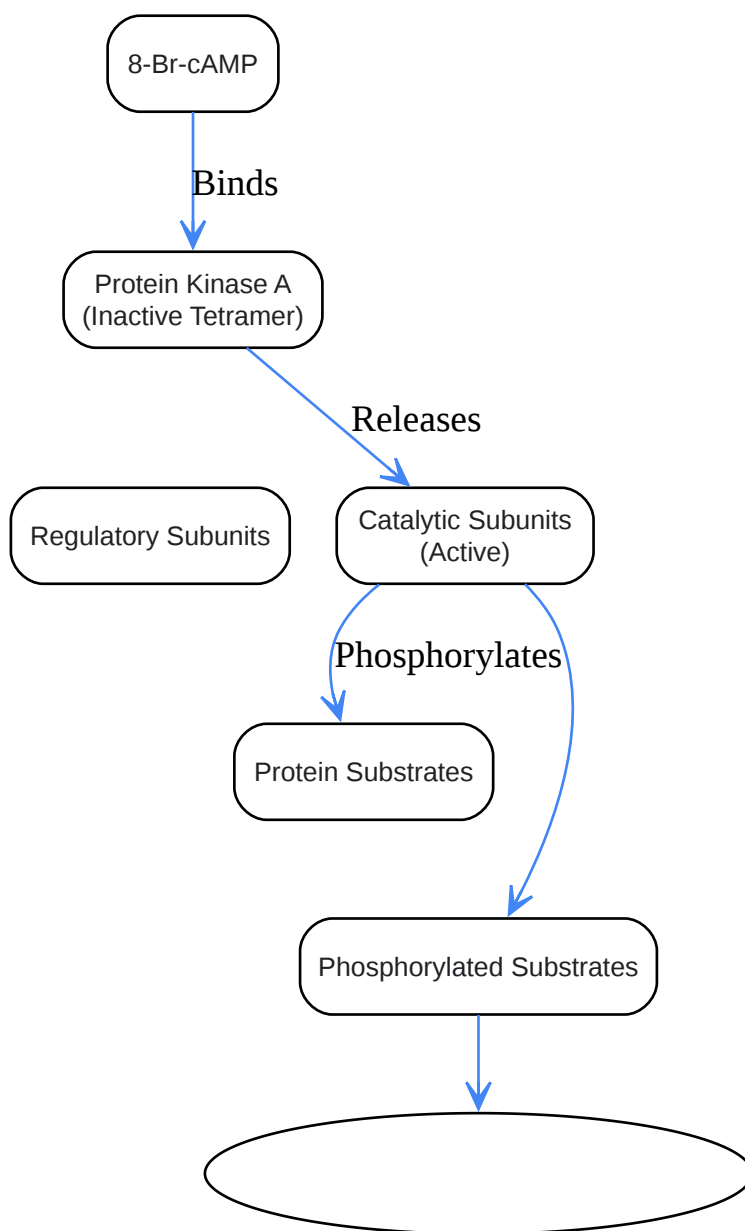 8-Br-cAMP
Binds
Protein Kinase A
(Inactive Tetramer)
Releases
Regulatory Subunits
Catalytic Subunits
(Active)
Phosphorylates
Protein Substrates
Phosphorylated Substrates